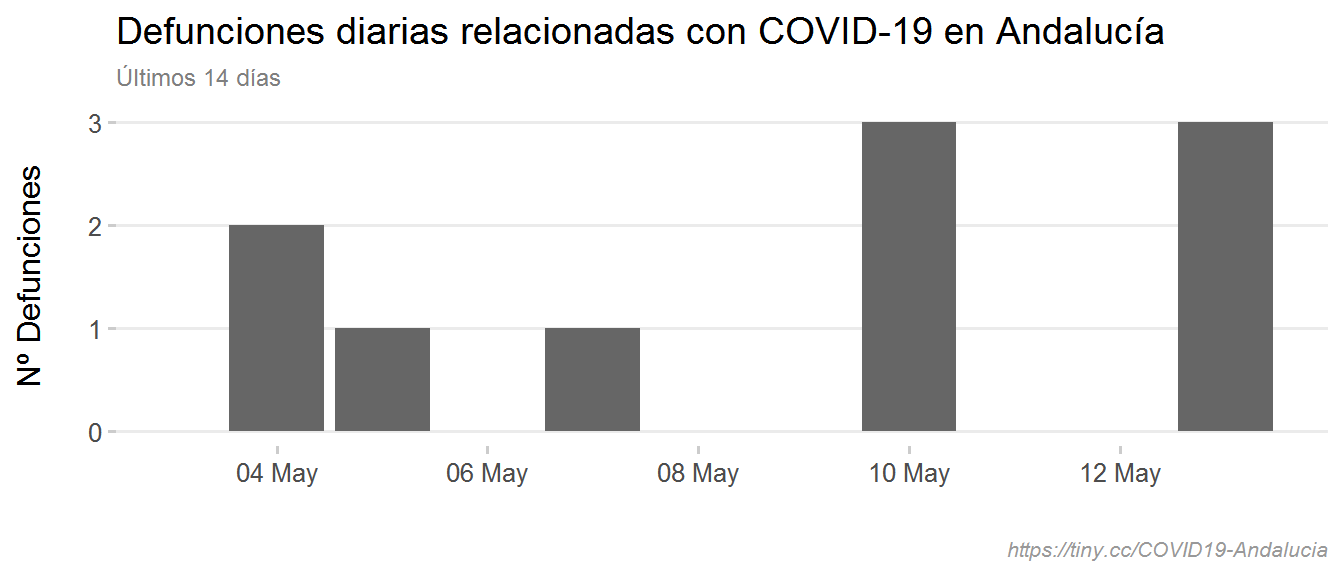 Defunciones diarias relacionadas con COVID-19 en Andalucía
Últimos 14 días
Nº Defunciones
3
2
1
0
04 May
06 May
08 May
10 May
12 May
https://tiny.cc/COVID19-Andalucia